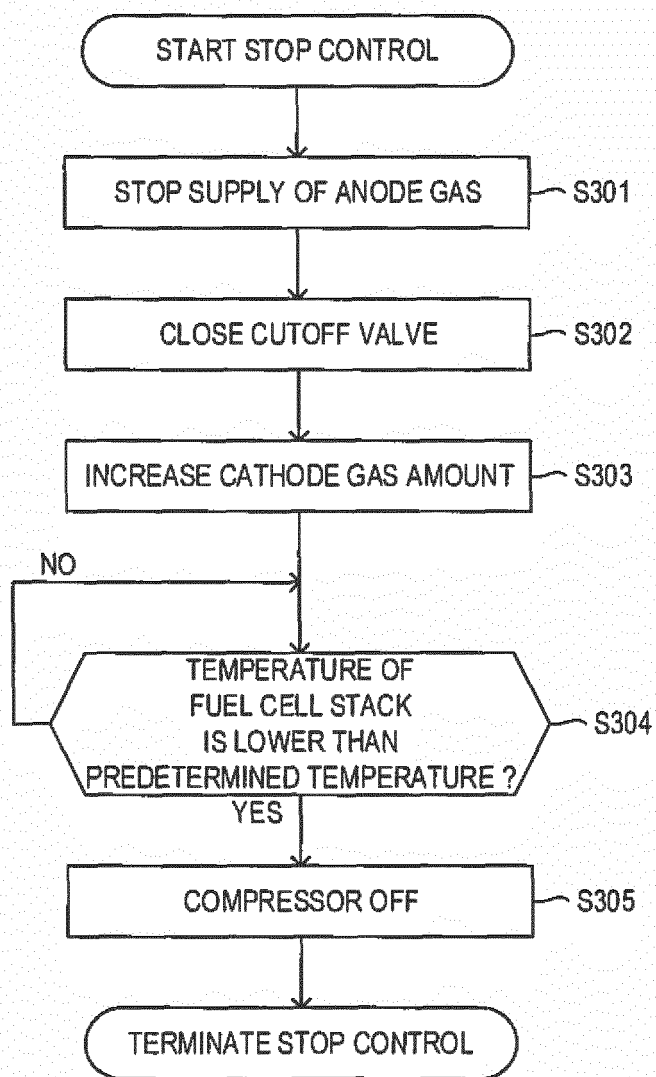 START STOP CONTROL
STOP SUPPLY OF ANODE GAS
S301
CLOSE CUTOFF VALVE
S302
INCREASE CATHODE GAS AMOUNT
S303
NO
TEMPERATURE OF
FUEL CELL STACK
IS LOWER THAN
PREDETERMINED TEMPERATURE ?
S304
YES
COMPRESSOR OFF
S305
TERMINATE STOP CONTROL